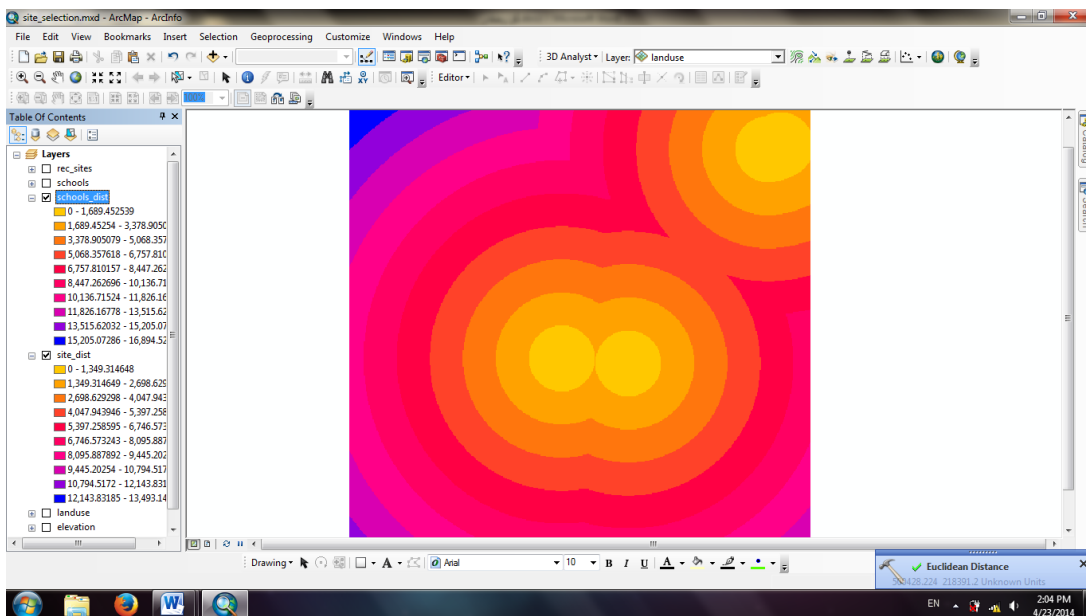 site_selection.mxd - ArcMap - ArcInfo
File Edit View Bookmarks Insert Selection Geoprocessing Customize Windows Help
3D Analyst Layer: landuse
Editor
100%
Table Of Contents
Layers
rec_sites
schools
schools_dist
0 - 1,689.452539
1,689.45254 - 3,378.9050
3,378.905079 - 5,068.357
5,068.357618 - 6,757.810
6,757.810157 - 8,447.262
8,447.262696 - 10,136.71
10,136.71524 - 11,826.16
11,826.16778 - 13,515.62
13,515.62032 - 15,205.07
15,205.07286 - 16,894.52
site_dist
0 - 1,349.314648
1,349.314649 - 2,698.629
2,698.629298 - 4,047.943
4,047.943946 - 5,397.258
5,397.258595 - 6,746.573
6,746.573243 - 8,095.887
8,095.887892 - 9,445.202
9,445.20254 - 10,794.517
10,794.5172 - 12,143.831
12,143.83185 - 13,493.14
landuse
elevation
Catalog
Drawing A Arial 10 B I U A
Euclidean Distance
218391.2 Unknown Units
EN 2:04 PM
4/23/2014